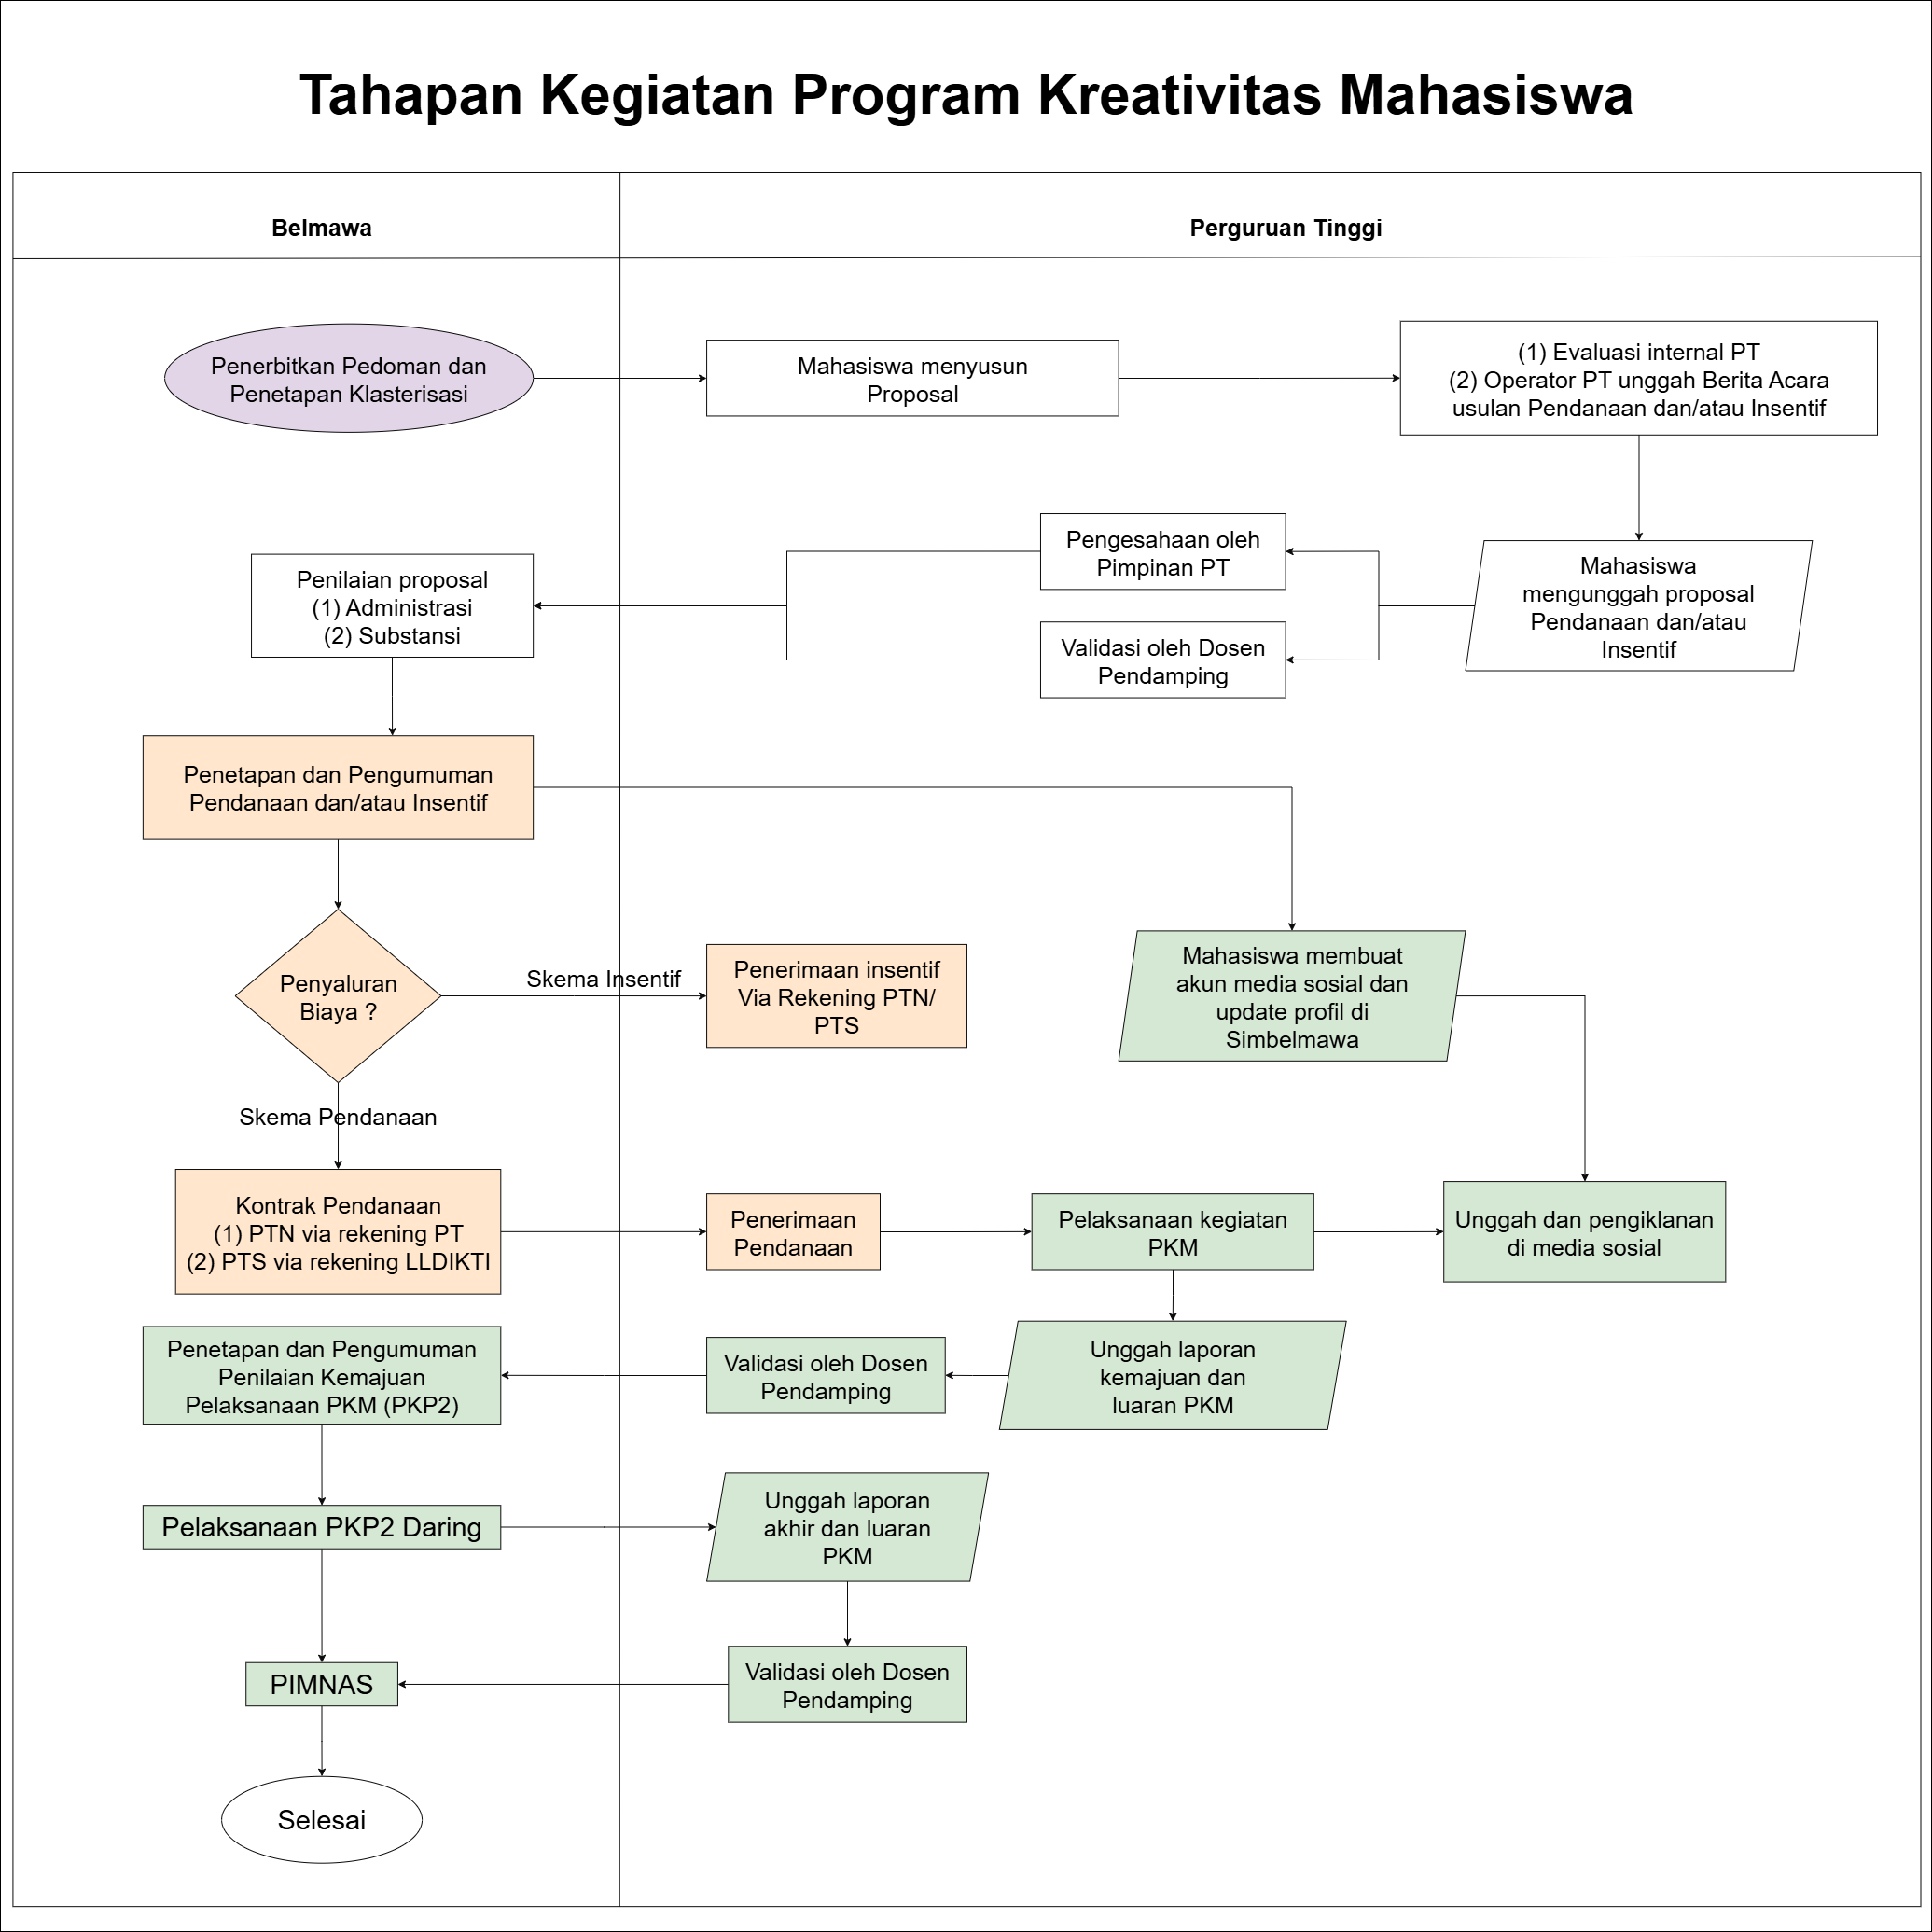 Tahapan Kegiatan Program Kreativitas Mahasiswa
Belmawa
Perguruan Tinggi
Penerbitkan Pedoman dan
Penetapan Klasterisasi
Mahasiswa menyusun
Proposal
(1) Evaluasi internal PT
(2) Operator PT unggah Berita Acara
usulan Pendanaan dan/atau Insentif
Mahasiswa
mengunggah proposal
Pendanaan dan/atau
Insentif
Pengesahaan oleh
Pimpinan PT
Validasi oleh Dosen
Pendamping
Penilaian proposal
(1) Administrasi
(2) Substansi
Penetapan dan Pengumuman
Pendanaan dan/atau Insentif
Penyaluran
Biaya ?
Skema Insentif
Penerimaan insentif
Via Rekening PTN/
PTS
Mahasiswa membuat
akun media sosial dan
update profil di
Simbelmawa
Skema Pendanaan
Kontrak Pendanaan
(1) PTN via rekening PT
(2) PTS via rekening LLDIKTI
Penerimaan
Pendanaan
Pelaksanaan kegiatan
PKM
Unggah dan pengiklanan
di media sosial
Unggah laporan
kemajuan dan
luaran PKM
Validasi oleh Dosen
Pendamping
Penetapan dan Pengumuman
Penilaian Kemajuan
Pelaksanaan PKM (PKP2)
Pelaksanaan PKP2 Daring
Unggah laporan
akhir dan luaran
PKM
Validasi oleh Dosen
Pendamping
PIMNAS
Selesai